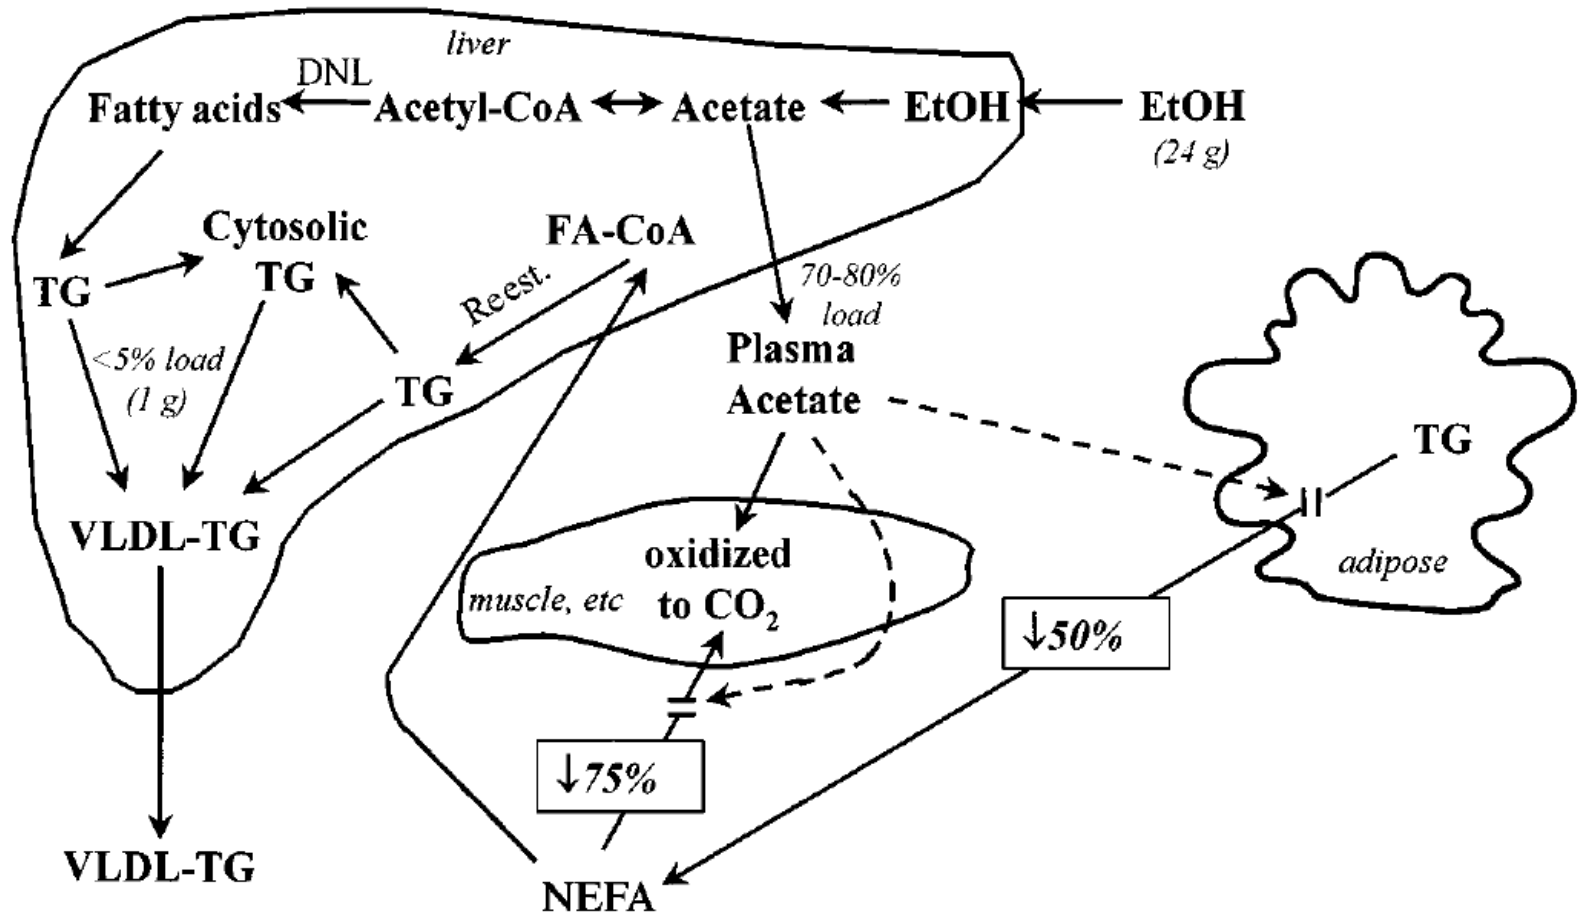 liver
DNL
Fatty acids
Acetyl-CoA
Acetate
EtOH
EtOH
(24 g)
Cytosolic
TG
FA-CoA
TG
Reest.
70-80%
load
<5% load
(1 g)
TG
Plasma
Acetate
TG
VLDL-TG
oxidized
to CO₂
muscle, etc
adipose
↓50%
↓75%
VLDL-TG
NEFA